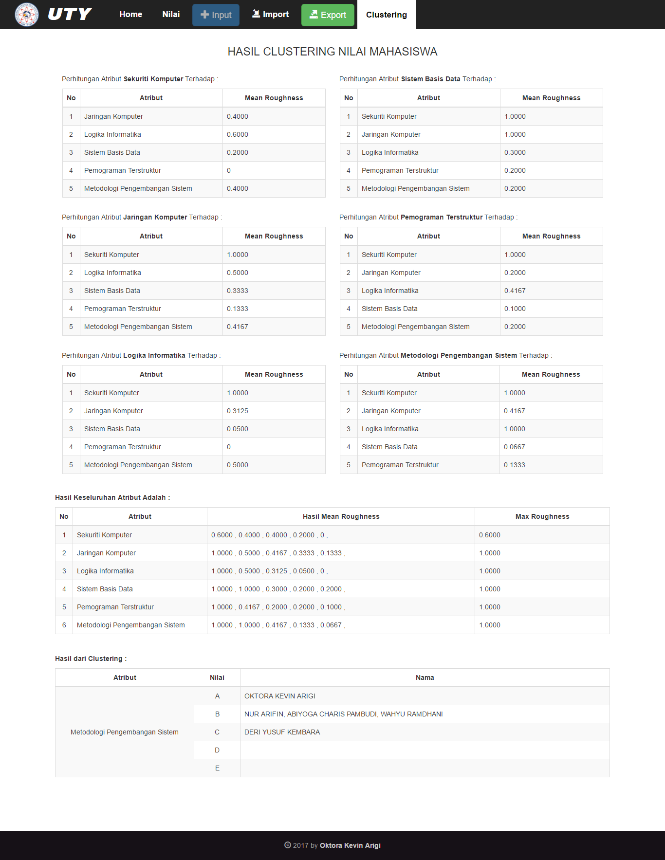 UTY Home Nilai Input Import Export Clustering
HASIL CLUSTERING NILAI MAHASISWA
Perhitungan Atribut Sekuriti Komputer Terhadap :
No Atribut Mean Roughness
1 Jaringan Komputer 0.4000
2 Logika Informatika 0.6000
3 Sistem Basis Data 0.2000
4 Pemograman Terstruktur 0
5 Metodologi Pengembangan Sistem 0.4000
Perhitungan Atribut Sistem Basis Data Terhadap :
No Atribut Mean Roughness
1 Sekuriti Komputer 1.0000
2 Jaringan Komputer 1.0000
3 Logika Informatika 0.3000
4 Pemograman Terstruktur 0.2000
5 Metodologi Pengembangan Sistem 0.2000
Perhitungan Atribut Jaringan Komputer Terhadap :
No Atribut Mean Roughness
1 Sekuriti Komputer 1.0000
2 Logika Informatika 0.5000
3 Sistem Basis Data 0.3333
4 Pemograman Terstruktur 0.1333
5 Metodologi Pengembangan Sistem 0.4167
Perhitungan Atribut Pemograman Terstruktur Terhadap :
No Atribut Mean Roughness
1 Sekuriti Komputer 1.0000
2 Jaringan Komputer 0.2000
3 Logika Informatika 0.4167
4 Sistem Basis Data 0.1000
5 Metodologi Pengembangan Sistem 0.2000
Perhitungan Atribut Logika Informatika Terhadap :
No Atribut Mean Roughness
1 Sekuriti Komputer 1.0000
2 Jaringan Komputer 0.3125
3 Sistem Basis Data 0.0500
4 Pemograman Terstruktur 0
5 Metodologi Pengembangan Sistem 0.5000
Perhitungan Atribut Metodologi Pengembangan Sistem Terhadap :
No Atribut Mean Roughness
1 Sekuriti Komputer 1.0000
2 Jaringan Komputer 0.4167
3 Logika Informatika 1.0000
4 Sistem Basis Data 0.0667
5 Pemograman Terstruktur 0.1333
Hasil Keseluruhan Atribut Adalah :
No Atribut Hasil Mean Roughness Max Roughness
1 Sekuriti Komputer 0.6000 , 0.4000 , 0.4000 , 0.2000 , 0 , 0.6000
2 Jaringan Komputer 1.0000 , 0.5000 , 0.4167 , 0.3333 , 0.1333 , 1.0000
3 Logika Informatika 1.0000 , 0.5000 , 0.3125 , 0.0500 , 0 , 1.0000
4 Sistem Basis Data 1.0000 , 1.0000 , 0.3000 , 0.2000 , 0.2000 , 1.0000
5 Pemograman Terstruktur 1.0000 , 0.4167 , 0.2000 , 0.2000 , 0.1000 , 1.0000
6 Metodologi Pengembangan Sistem 1.0000 , 1.0000 , 0.4167 , 0.1333 , 0.0667 , 1.0000
Hasil dari Clustering :
Atribut Nilai Nama
A OKTORA KEVIN ARIGI
B NUR ARIFIN, ABIYOGA CHARIS PAMBUDI, WAHYU RAMDHANI
Metodologi Pengembangan Sistem C DERI YUSUF KEMBARA
D
E
© 2017 by Oktora Kevin Arigi